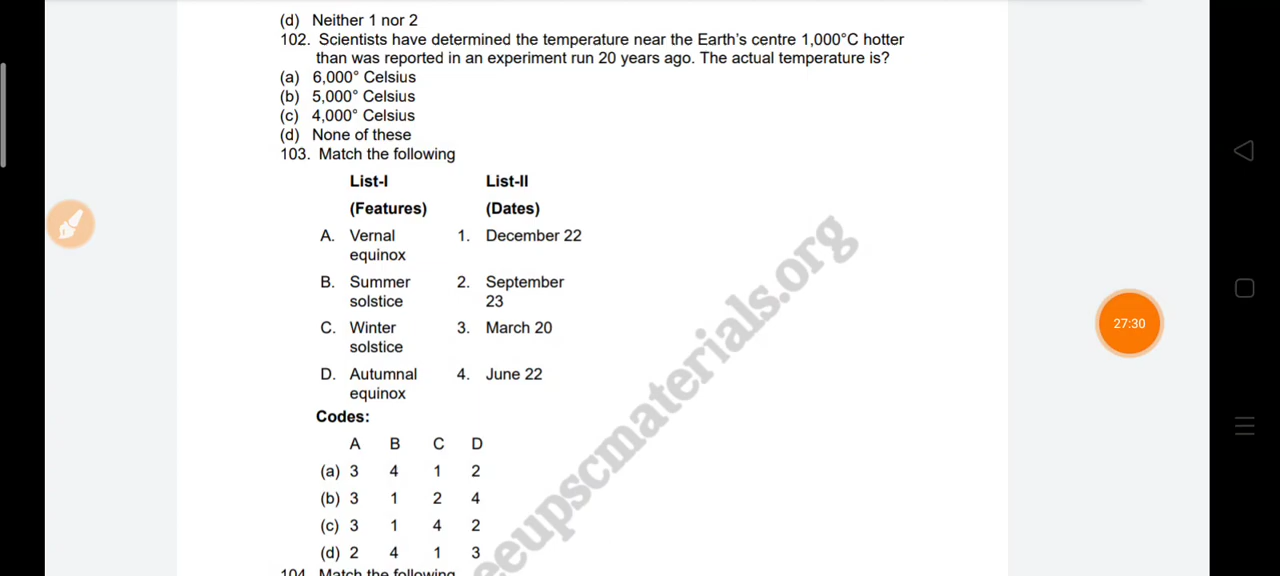 (d) Neither 1 nor 2
102. Scientists have determined the temperature near the Earth's centre 1,000°C hotter
than was reported in an experiment run 20 years ago. The actual temperature is?
(a) 6,000° Celsius
(b) 5,000° Celsius
(c) 4,000° Celsius
(d) None of these
103. Match the following
List-I List-II
(Features) (Dates)
A. Vernal 1. December 22
equinox
B. Summer 2. September
solstice 23
C. Winter 3. March 20
solstice
D. Autumnal 4. June 22
equinox
Codes:
A B C D
(a) 3 4 1 2
(b) 3 1 2 4
(c) 3 1 4 2
(d) 2 4 1 3
104. Match the following
eeupscmaterials.org
27:30